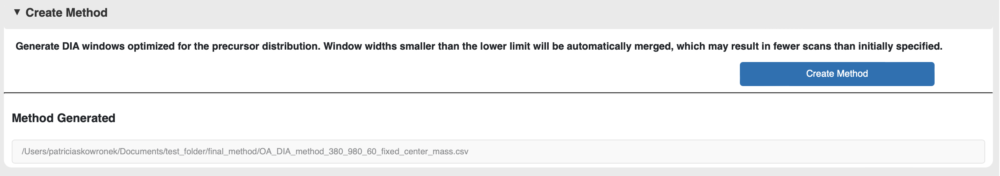 ▼ Create Method
Generate DIA windows optimized for the precursor distribution. Window widths smaller than the lower limit will be automatically merged, which may result in fewer scans than initially specified.
Create Method
Method Generated
/Users/patriciaskowronek/Documents/test_folder/final_method/OA_DIA_method_380_980_60_fixed_center_mass.csv